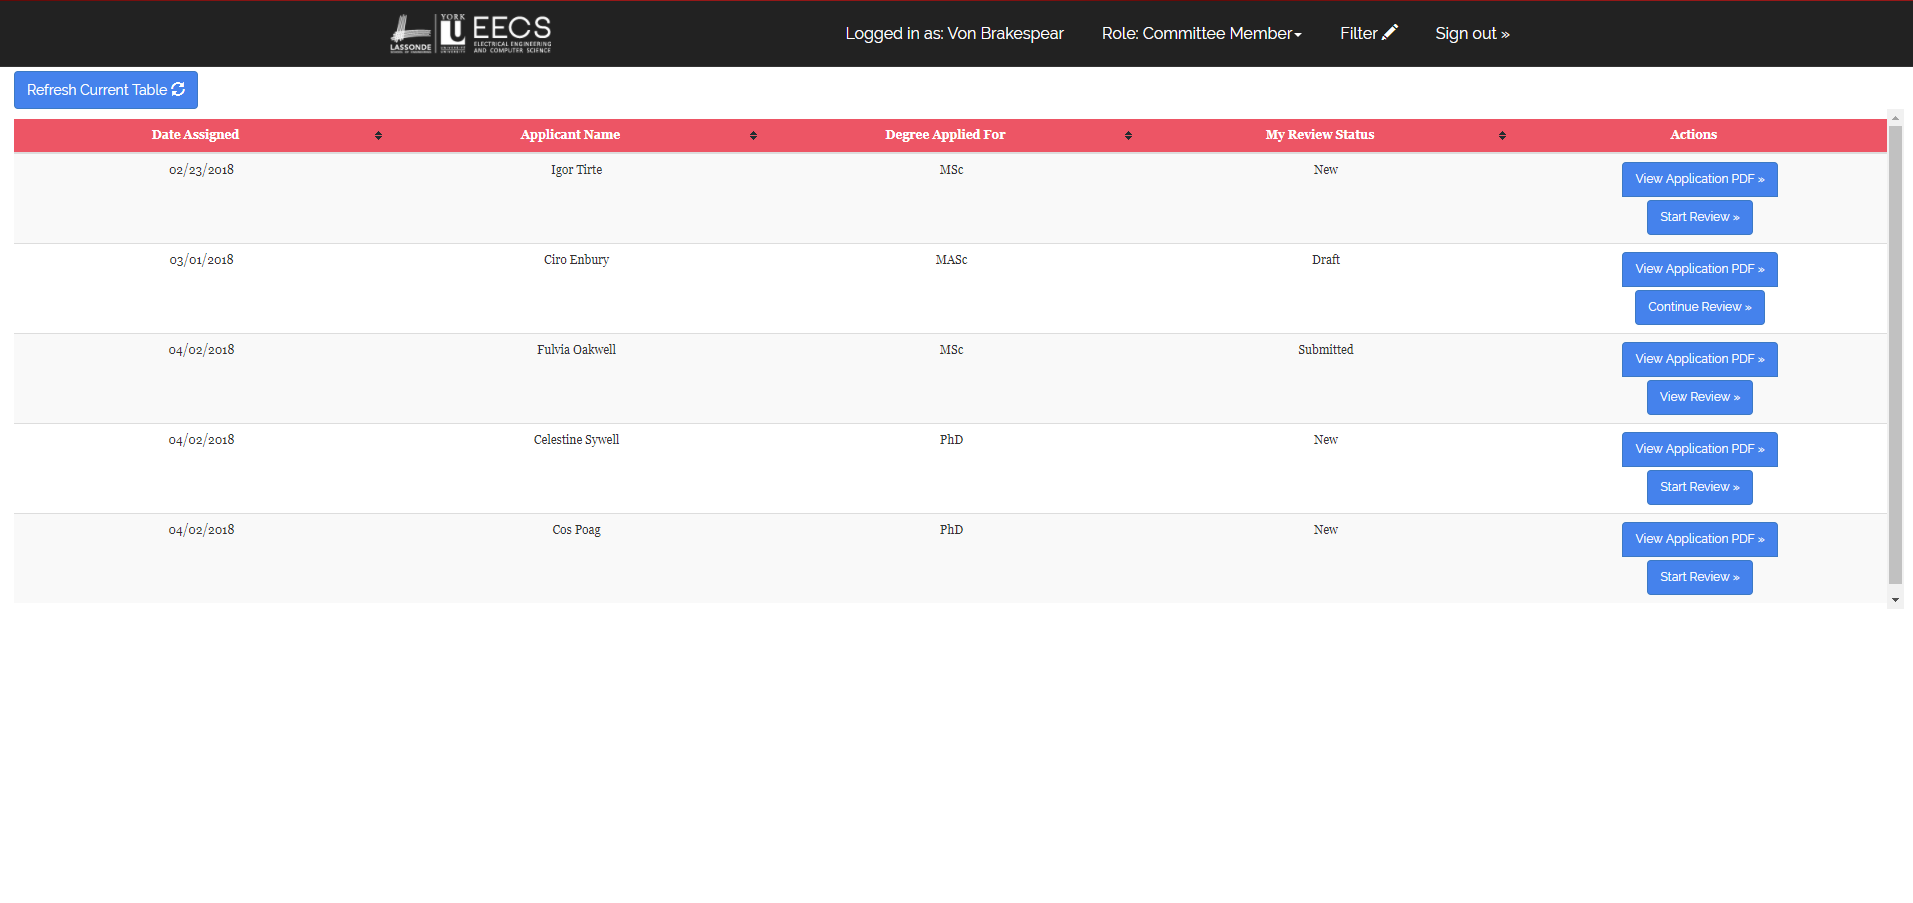 LASSONDE YORK U EECS
ELECTRICAL ENGINEERING
AND COMPUTER SCIENCE
Logged in as: Von Brakespear Role: Committee Member Filter Sign out »
Refresh Current Table
Date Assigned Applicant Name Degree Applied For My Review Status Actions
02/23/2018 Igor Tirte MSc New View Application PDF »
Start Review »
03/01/2018 Ciro Enbury MASc Draft View Application PDF »
Continue Review »
04/02/2018 Fulvia Oakwell MSc Submitted View Application PDF »
View Review »
04/02/2018 Celestine Sywell PhD New View Application PDF »
Start Review »
04/02/2018 Cos Poag PhD New View Application PDF »
Start Review »